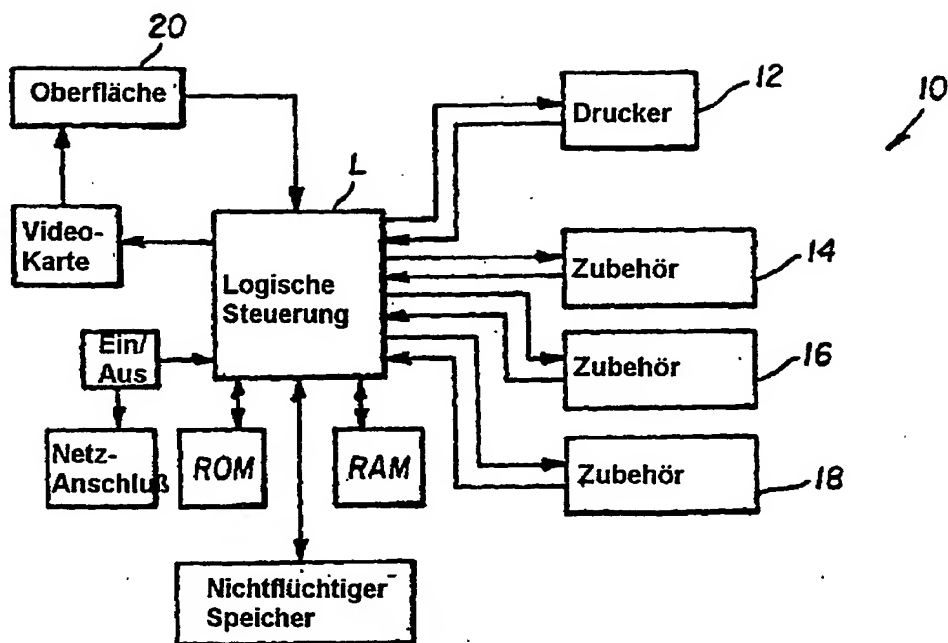 20
Oberfläche
Drucker
12
10
L
Video-
Karte
Logische
Steuerung
Zubehör
14
Ein/
Aus
Zubehör
16
Netz-
Anschluß
ROM
RAM
Zubehör
18
Nichtflüchtiger
Speicher